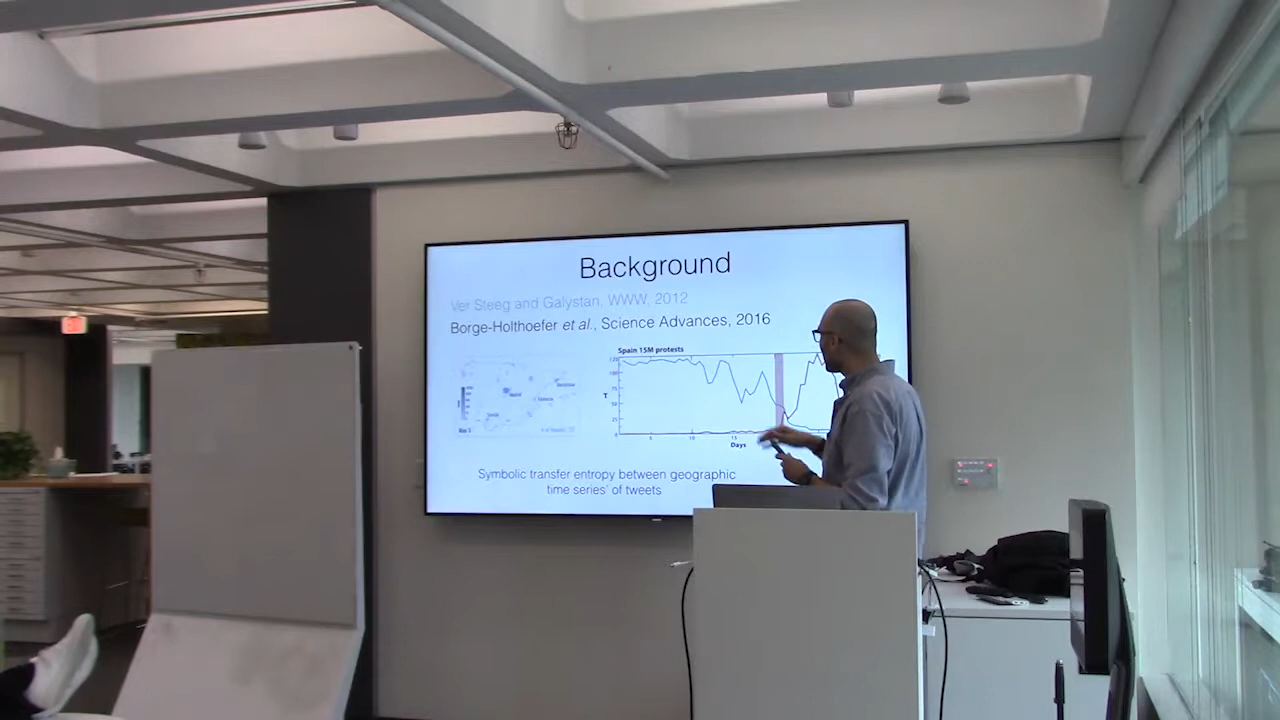 Background
Ver Steeg and Galystan, WWW, 2012
Borge-Holthoefer et al., Science Advances, 2016
Spain 15M protests
T
Days
Symbolic transfer entropy between geographic
time series' of tweets